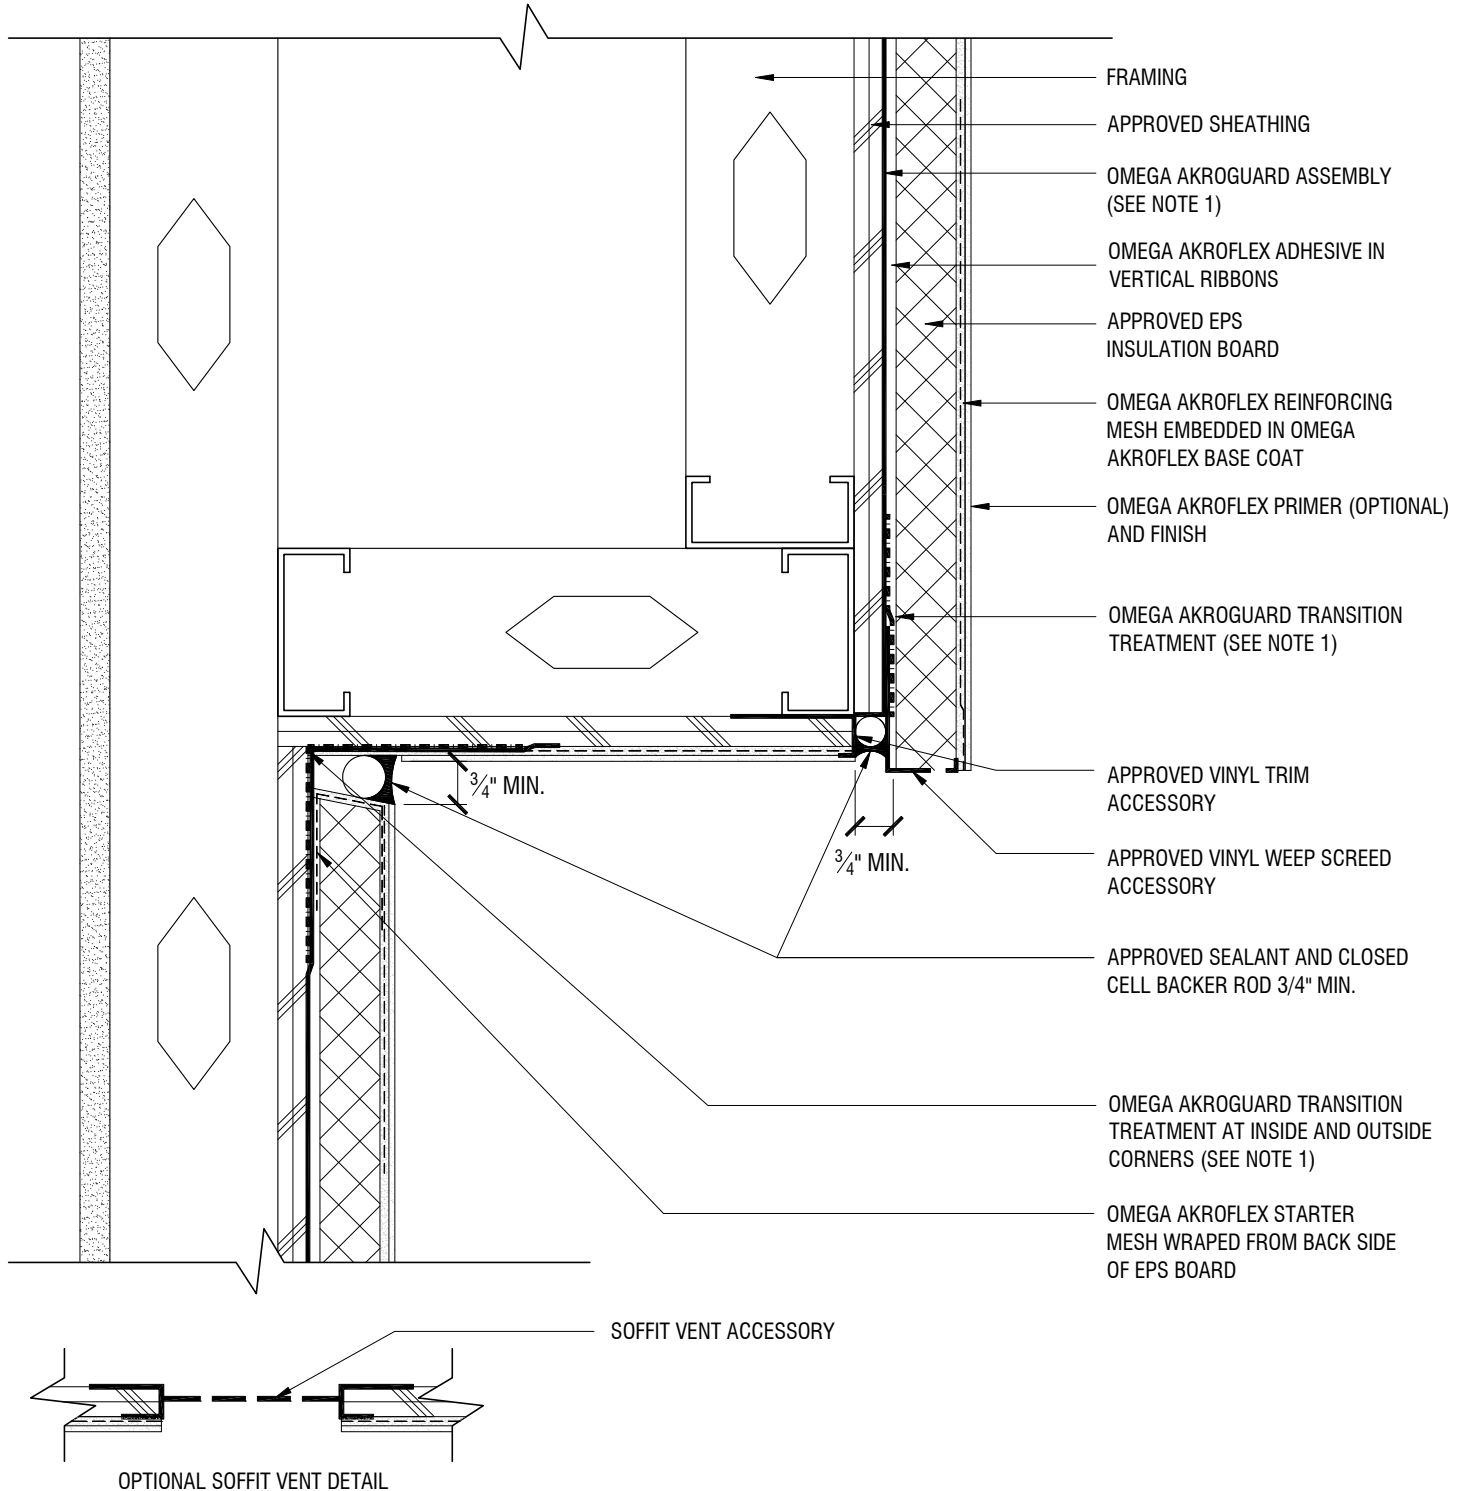 FRAMING
APPROVED SHEATHING
OMEGA AKROGUARD ASSEMBLY
(SEE NOTE 1)
OMEGA AKROFLEX ADHESIVE IN
VERTICAL RIBBONS
APPROVED EPS
INSULATION BOARD
OMEGA AKROFLEX REINFORCING
MESH EMBEDDED IN OMEGA
AKROFLEX BASE COAT
OMEGA AKROFLEX PRIMER (OPTIONAL)
AND FINISH
OMEGA AKROGUARD TRANSITION
TREATMENT (SEE NOTE 1)
3/4" MIN.
APPROVED VINYL TRIM
ACCESSORY
3/4" MIN.
APPROVED VINYL WEEP SCREED
ACCESSORY
APPROVED SEALANT AND CLOSED
CELL BACKER ROD 3/4" MIN.
OMEGA AKROGUARD TRANSITION
TREATMENT AT INSIDE AND OUTSIDE
CORNERS (SEE NOTE 1)
OMEGA AKROFLEX STARTER
MESH WRAPED FROM BACK SIDE
OF EPS BOARD
SOFFIT VENT ACCESSORY
OPTIONAL SOFFIT VENT DETAIL